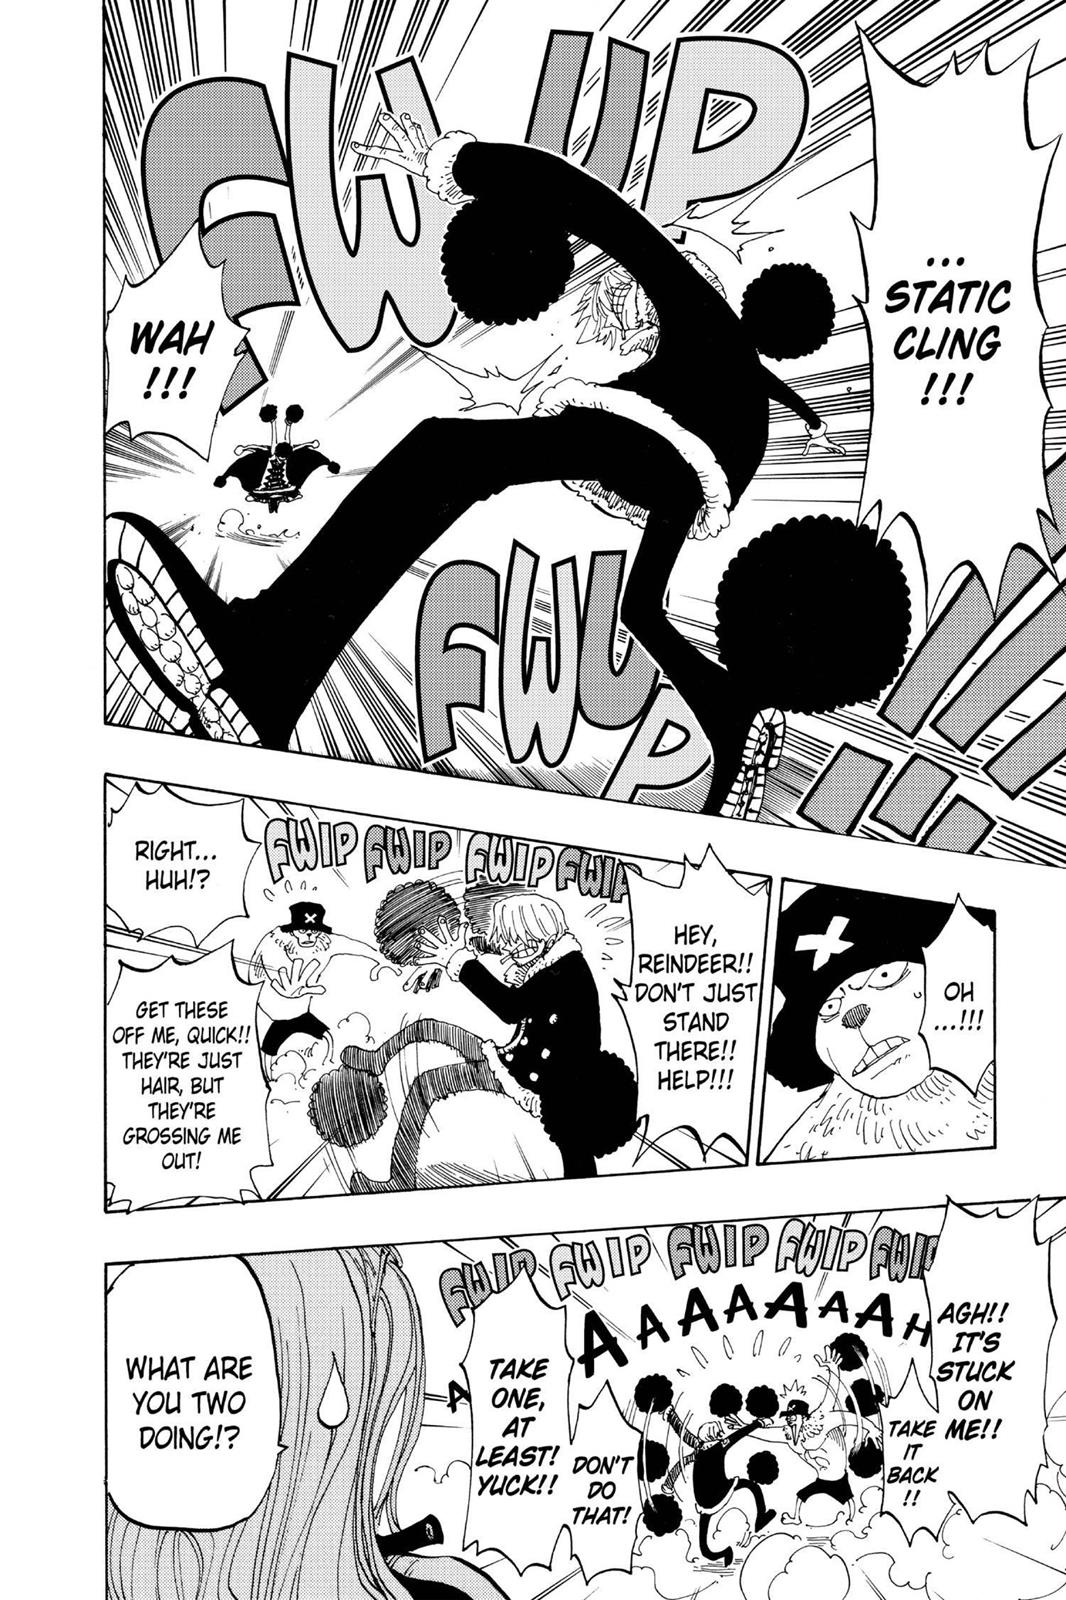 ...
STATIC
CLING
!!!
FWUP
WAH
!!!
FWUP
!!!
!!!
OH
...!!!
HEY,
REINDEER!!
DON'T JUST
STAND
THERE!!
HELP!!!
FWIP FWIP FWIP FWIP
RIGHT...
HUH!?
GET THESE
OFF ME, QUICK!!
THEY'RE JUST
HAIR, BUT
THEY'RE
GROSSING ME
OUT!
AGH!!
IT'S
STUCK
ON
ME!!
TAKE
IT
BACK
!!
FWIP FWIP FWIP FWIP FWIP
AAAAAAAAH
TAKE
ONE,
AT
LEAST!
YUCK!!
DON'T
DO
THAT!
WHAT ARE
YOU TWO
DOING!?